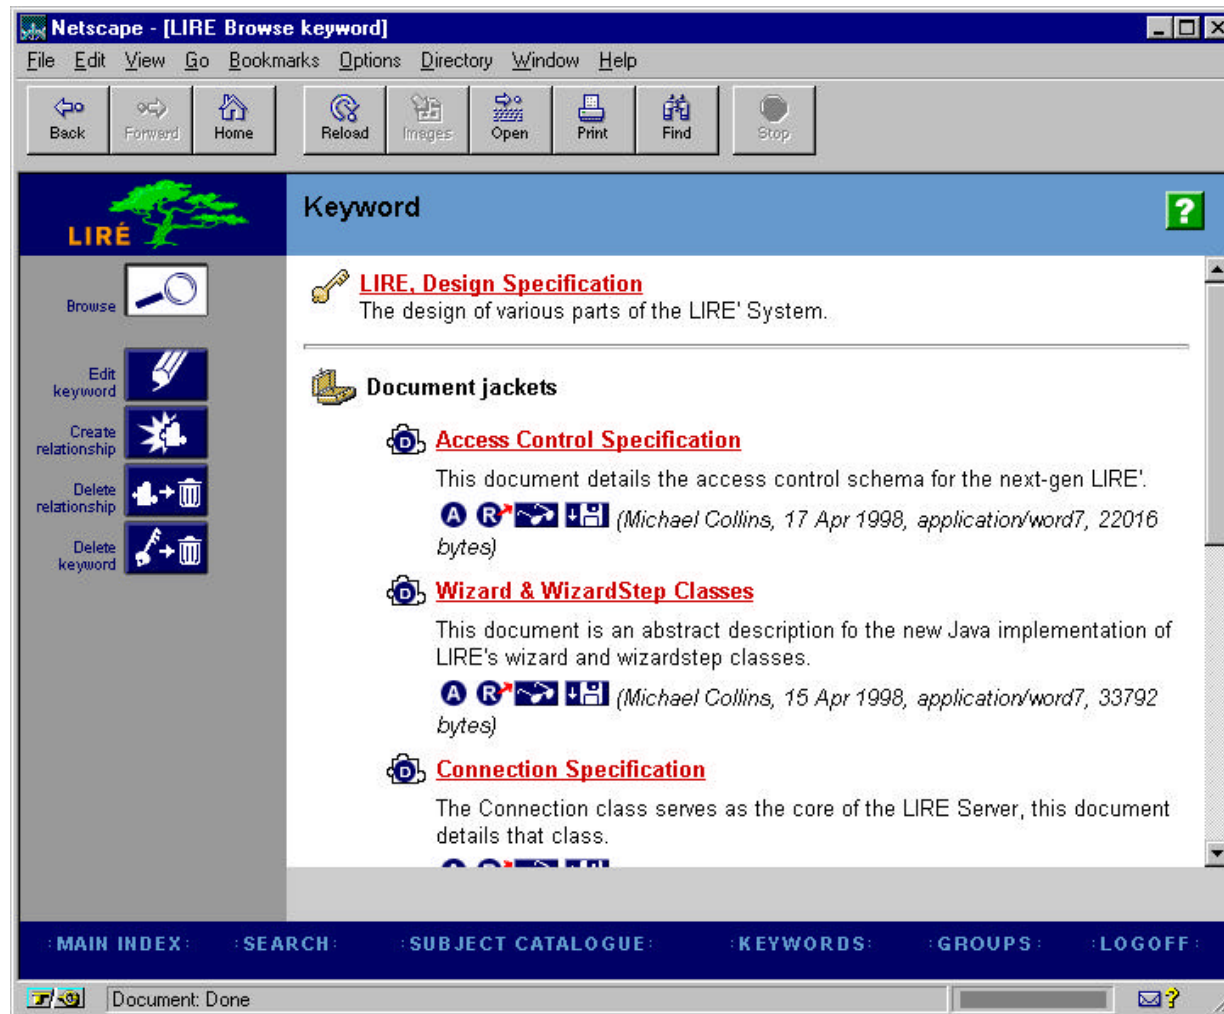 Netscape - [LIRE Browse keyword]
File Edit View Go Bookmarks Options Directory Window Help
Back Forward Home Reload Images Open Print Find Stop
LIRÉ
Keyword
?
Browse
Edit
keyword
Create
relationship
Delete
relationship
Delete
keyword
LIRE, Design Specification
The design of various parts of the LIRE' System.
Document jackets
D Access Control Specification
This document details the access control schema for the next-gen LIRE'.
A R (Michael Collins, 17 Apr 1998, application/word7, 22016
bytes)
D Wizard & WizardStep Classes
This document is an abstract description fo the new Java implementation of
LIRE's wizard and wizardstep classes.
A R (Michael Collins, 15 Apr 1998, application/word7, 33792
bytes)
D Connection Specification
The Connection class serves as the core of the LIRE Server, this document
details that class.
:MAIN INDEX: :SEARCH: :SUBJECT CATALOGUE: :KEYWORDS: :GROUPS: :LOGOFF:
Document: Done
?